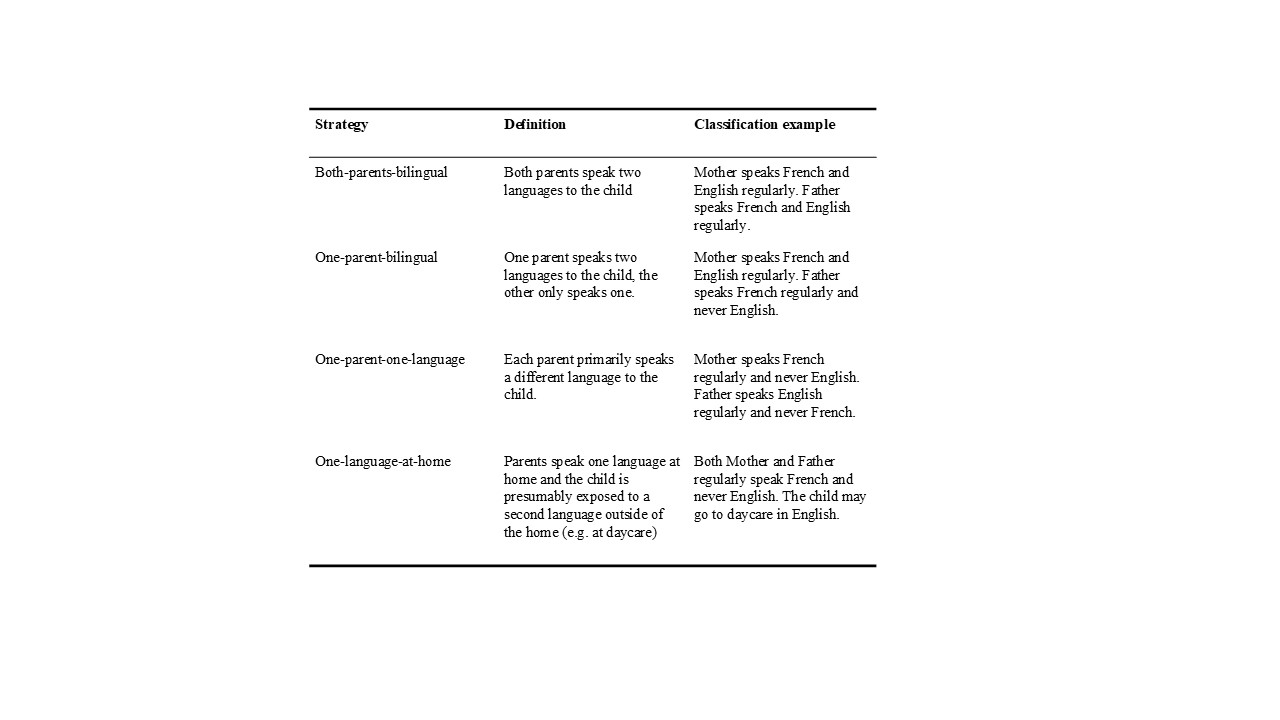 Strategy Definition Classification example
Both-parents-bilingual Both parents speak two Mother speaks French and
languages to the child English regularly. Father
speaks French and English
regularly.
One-parent-bilingual One parent speaks two Mother speaks French and
languages to the child, the English regularly. Father
other only speaks one. speaks French regularly and
never English.
One-parent-one-language Each parent primarily speaks Mother speaks French
a different language to the regularly and never English.
child. Father speaks English
regularly and never French.
One-language-at-home Parents speak one language at Both Mother and Father
home and the child is regularly speak French and
presumably exposed to a never English. The child may
second language outside of go to daycare in English.
the home (e.g. at daycare)